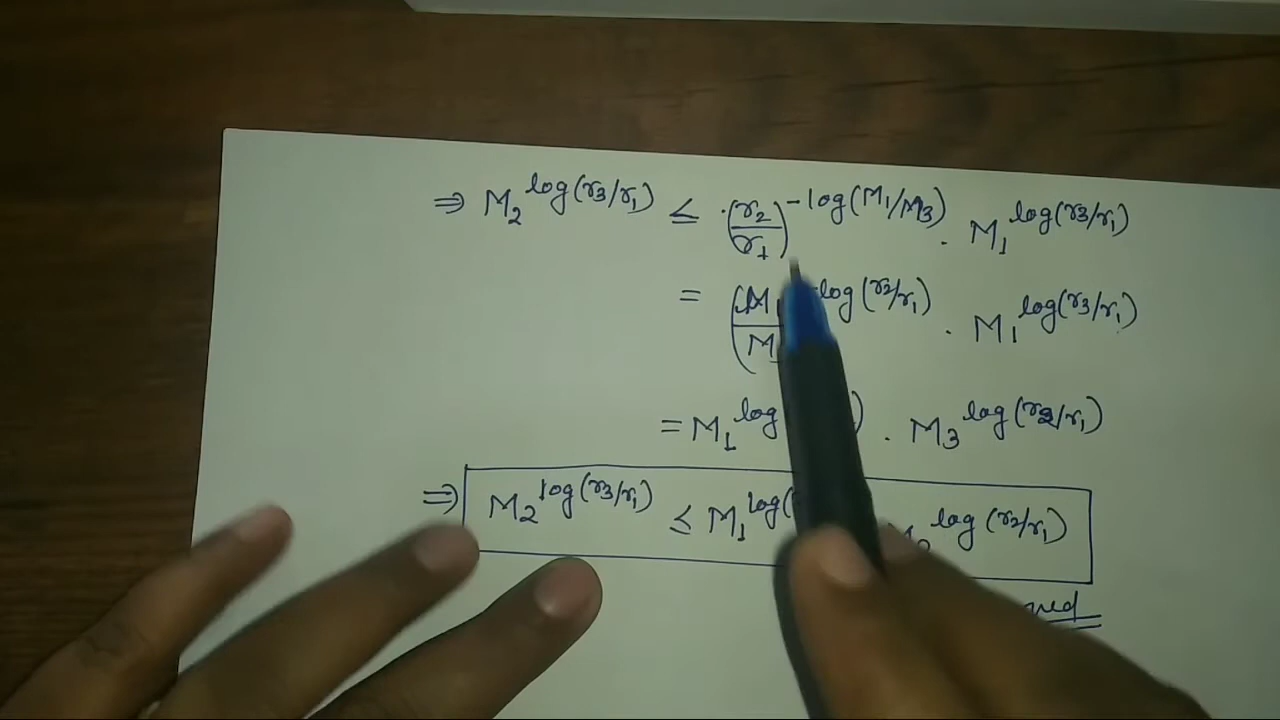 ⇒ M₂^log(r₃/r₁) ≤ (r₂/r₁)^-log(M₁/M₃) . M₁^log(r₃/r₁)
= (M / M log(r₂/r₁) . M₁^log(r₃/r₁)
= M₁^log ) . M₃^log(r₂/r₁)
⇒ M₂^log(r₃/r₁) ≤ M₁^log( log(r₂/r₁)